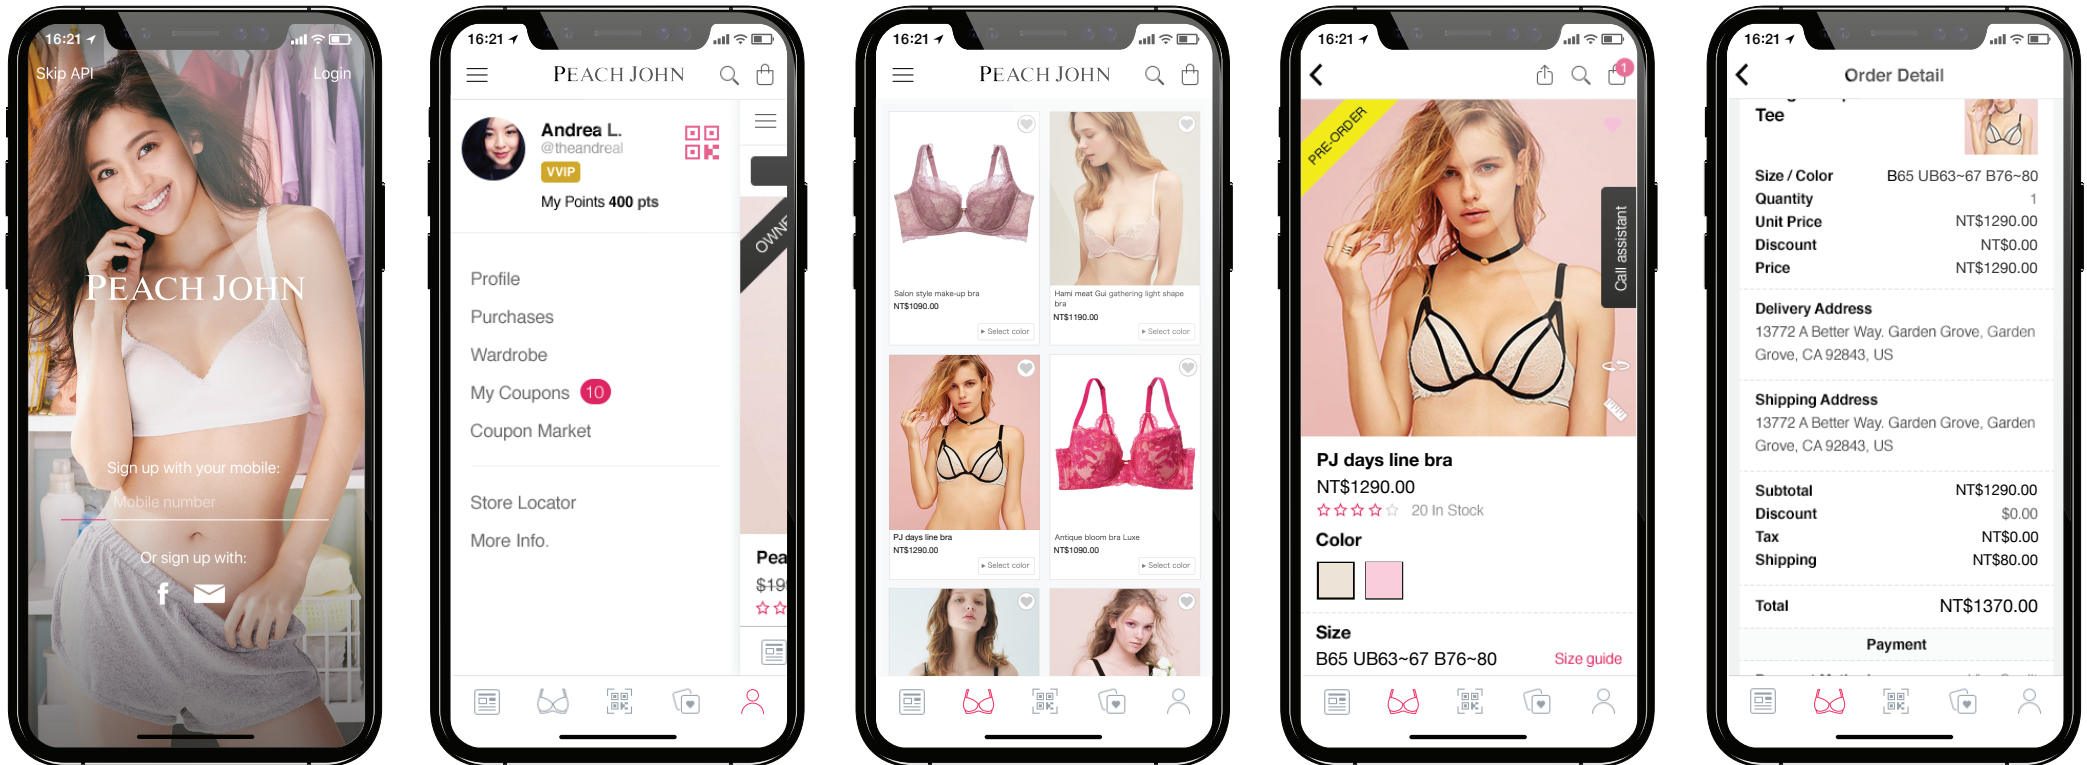 16:21
Skip API
Login
PEACH JOHN
Sign up with your mobile:
Mobile number
Or sign up with:
f
16:21
PEACH JOHN
Andrea L.
@theandreal
VVIP
My Points 400 pts
Profile
Purchases
Wardrobe
My Coupons 10
Coupon Market
Store Locator
More Info.
OWNE
Pea
$19
16:21
PEACH JOHN
Salon style make-up bra
NT$1090.00
Select color
Hami meat Gui gathering light shape
bra
NT$1190.00
Select color
PJ days line bra
NT$1290.00
Select color
Antique bloom bra Luxe
NT$1090.00
Select color
16:21
1
PRE-ORDER
Call assistant
PJ days line bra
NT$1290.00
20 In Stock
Color
Size
B65 UB63~67 B76~80
Size guide
16:21
Order Detail
Tee
Size / Color B65 UB63~67 B76~80
Quantity 1
Unit Price NT$1290.00
Discount NT$0.00
Price NT$1290.00
Delivery Address
13772 A Better Way. Garden Grove, Garden
Grove, CA 92843, US
Shipping Address
13772 A Better Way. Garden Grove, Garden
Grove, CA 92843, US
Subtotal NT$1290.00
Discount $0.00
Tax NT$0.00
Shipping NT$80.00
Total NT$1370.00
Payment